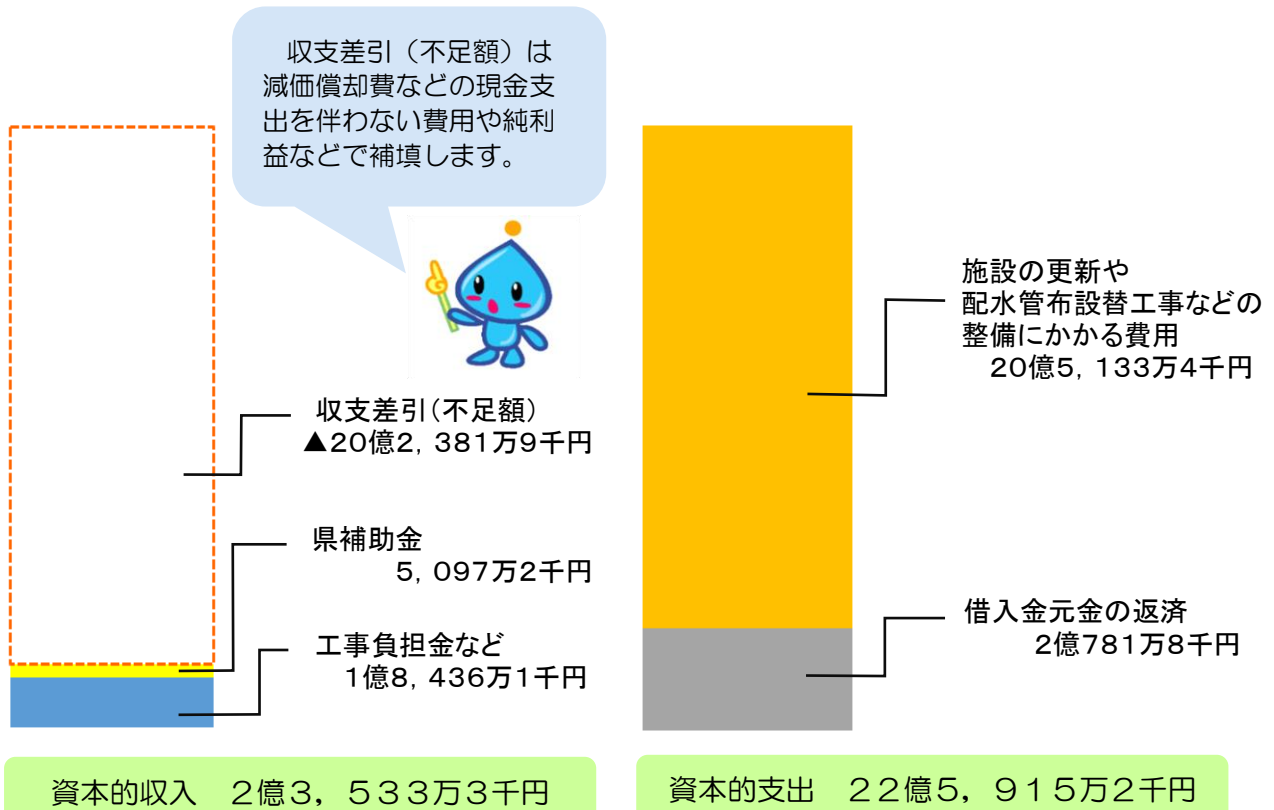 収支差引（不足額）は
減価償却費などの現金支
出を伴わない費用や純利
益などで補填します。
収支差引（不足額）
▲20億2，381万9千円
県補助金
5，097万2千円
工事負担金など
1億8，436万1千円
資本的収入　２億３，５３３万３千円
施設の更新や
配水管布設替工事などの
整備にかかる費用
20億5，133万4千円
借入金元金の返済
2億781万8千円
資本的支出　２２億５，９１５万２千円